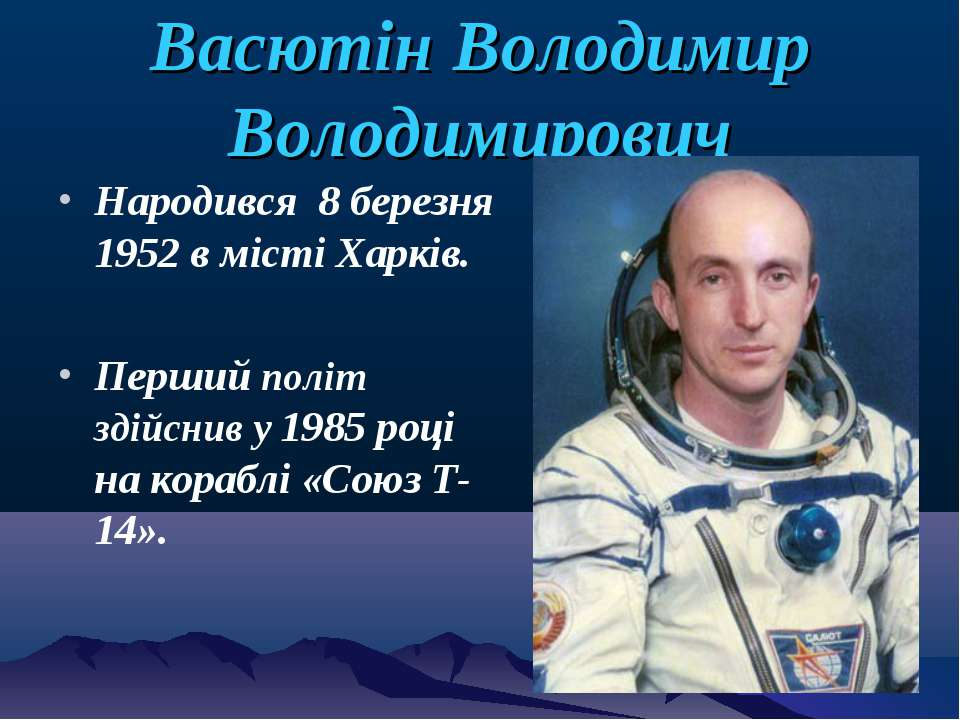 Васютін Володимир
Володимирович
• Народився 8 березня
1952 в місті Харків.
• Перший політ
здійснив у 1985 році
на кораблі «Союз Т-
14».
САЛЮТ